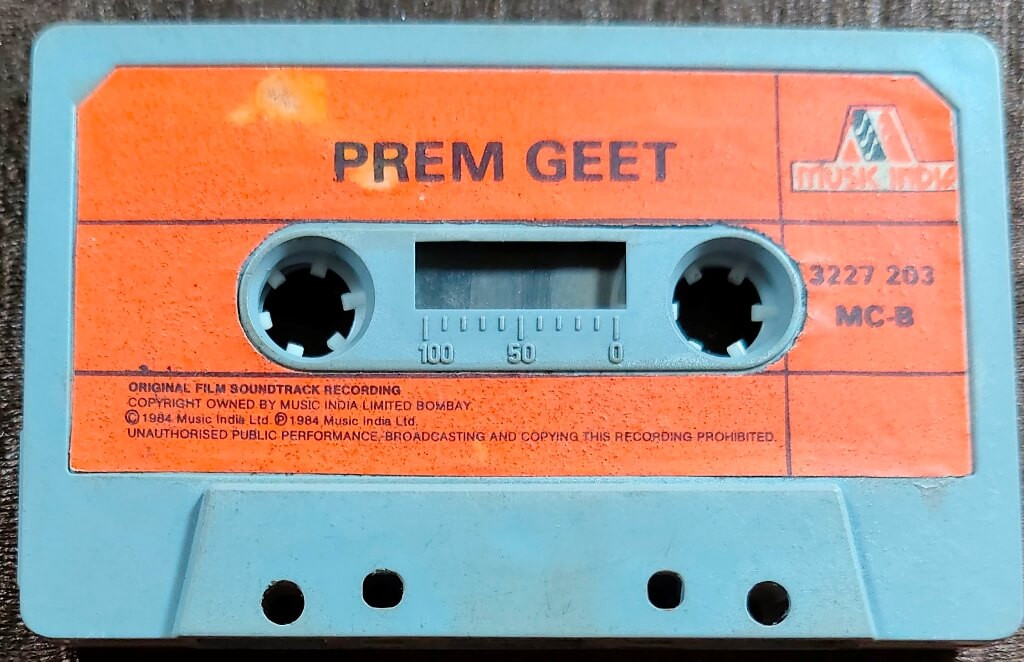 PREM GEET
MUSIC INDIA
3227 203
MC-B
100 50 0
ORIGINAL FILM SOUNDTRACK RECORDING
COPYRIGHT OWNED BY MUSIC INDIA LIMITED BOMBAY.
©1984 Music India Ltd. ℗1984 Music India Ltd.
UNAUTHORISED PUBLIC PERFORMANCE, BROADCASTING AND COPYING THIS RECORDING PROHIBITED.